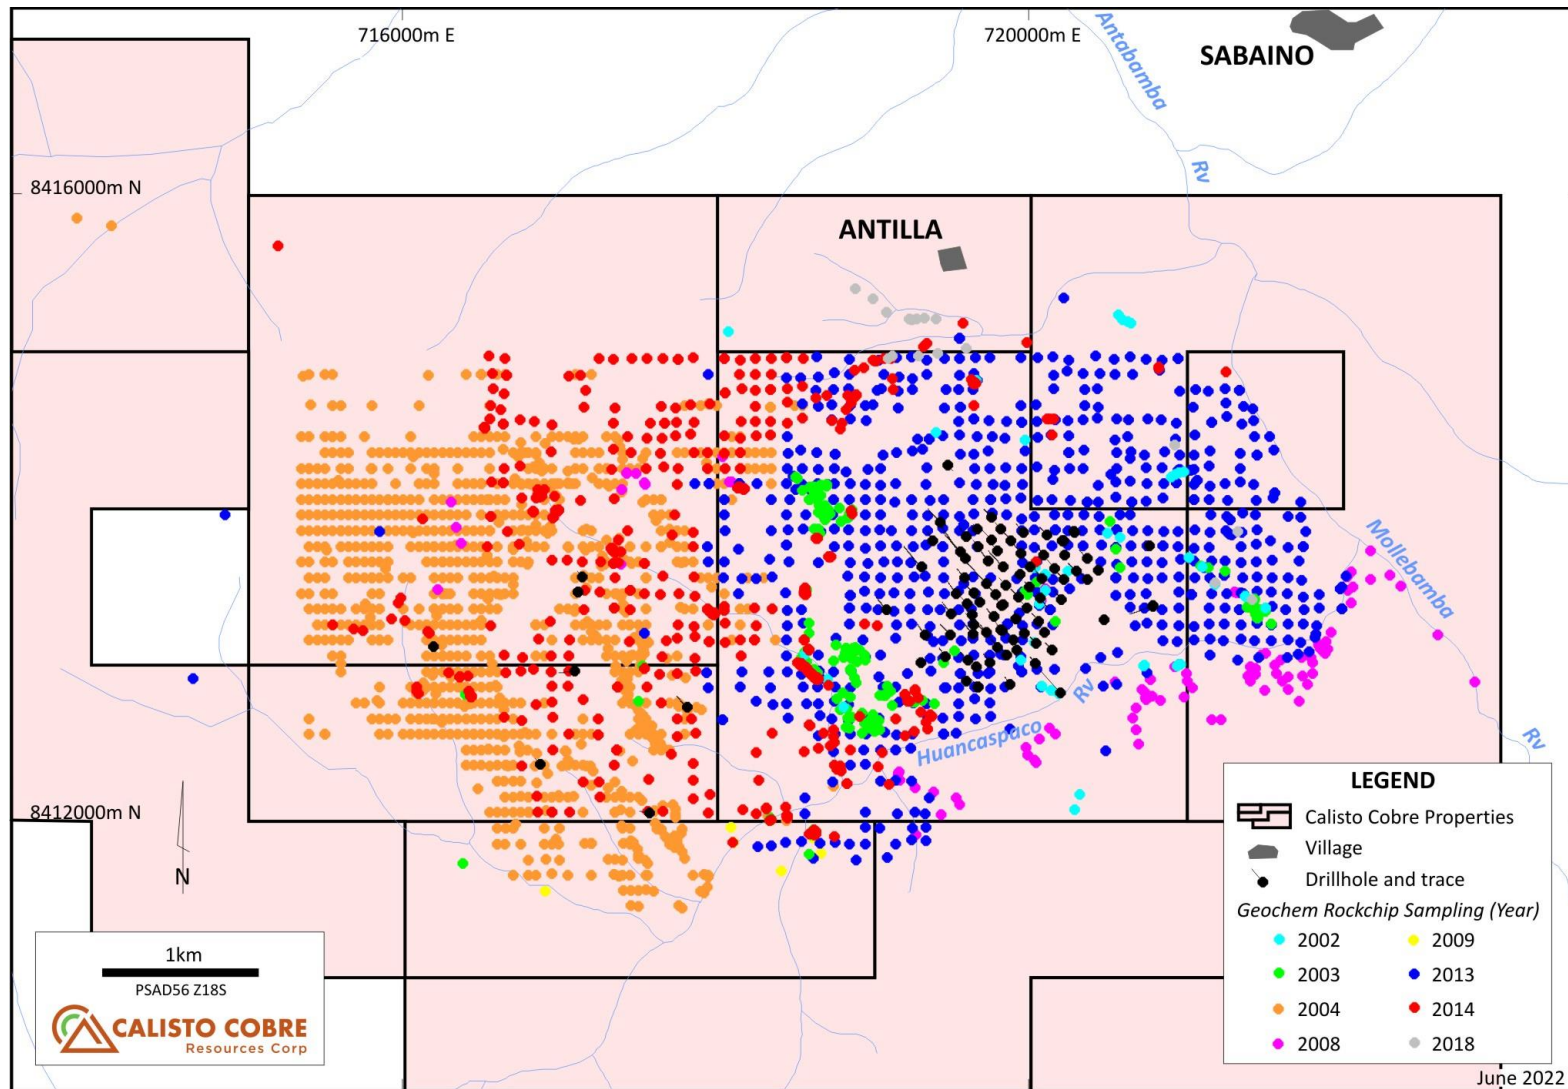 716000m E
720000m E
SABAINO
Antabamba
Rv
8416000m N
ANTILLA
Mollebamba
Rv
Huancaspaco
Rv
8412000m N
N
1km
PSAD56 Z18S
CALISTO COBRE
Resources Corp
LEGEND
Calisto Cobre Properties
Village
Drillhole and trace
Geochem Rockchip Sampling (Year)
2002 2009
2003 2013
2004 2014
2008 2018
June 2022